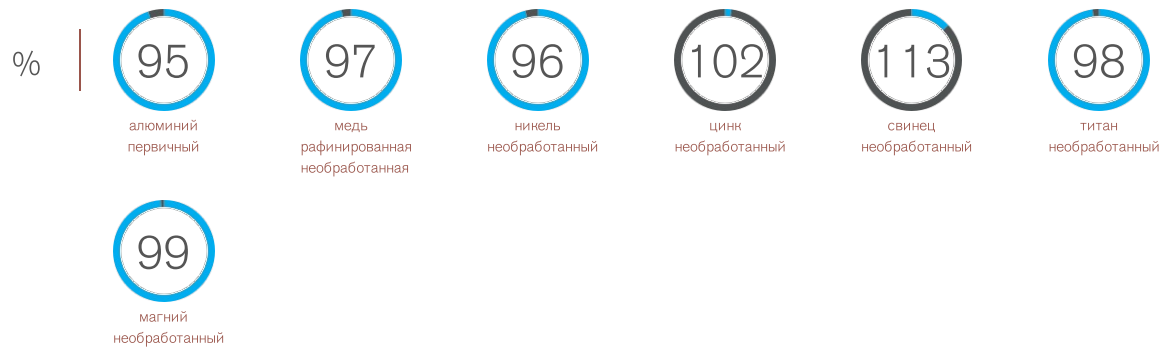 %
95
97
96
102
113
98
алюминий
первичный
медь
рафинированная
необработанная
никель
необработанный
цинк
необработанный
свинец
необработанный
титан
необработанный
99
магний
необработанный